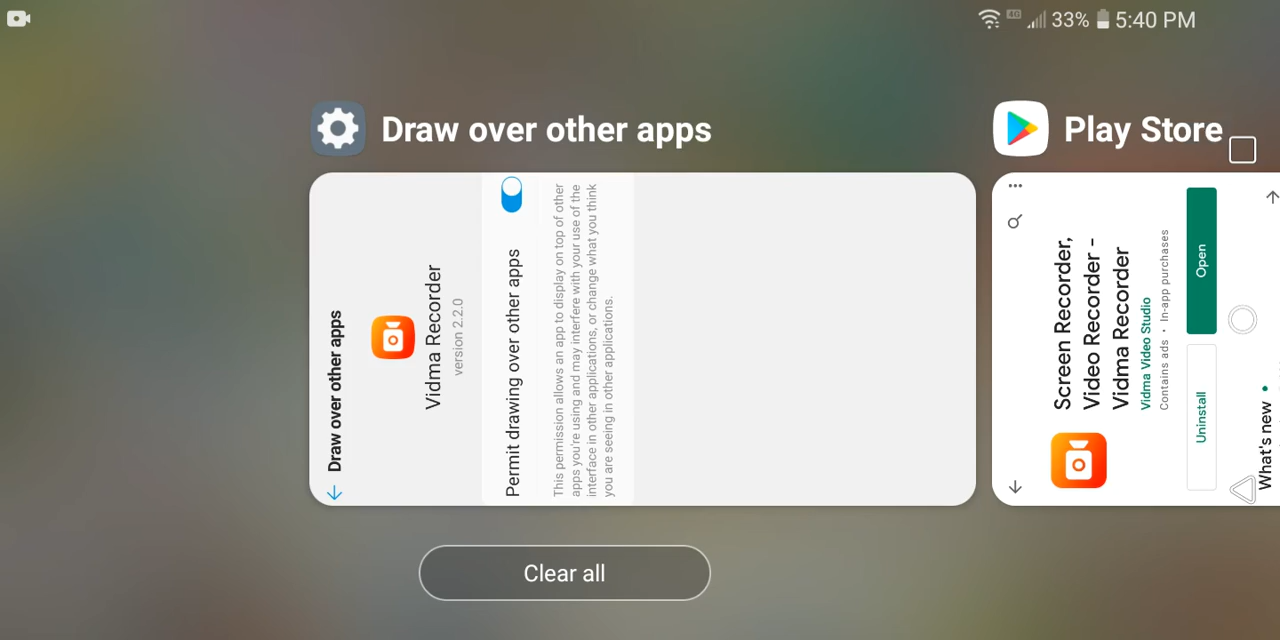 4G 33% 5:40 PM
Draw over other apps
Draw over other apps
Vidma Recorder
version 2.2.0
Permit drawing over other apps
This permission allows an app to display on top of other
apps you're using and may interfere with your use of the
interface in other applications, or change what you think
you are seeing in other applications.
Play Store
Screen Recorder,
Video Recorder -
Vidma Recorder
Vidma Video Studio
Contains ads • In-app purchases
Uninstall
Open
What's new •
Clear all